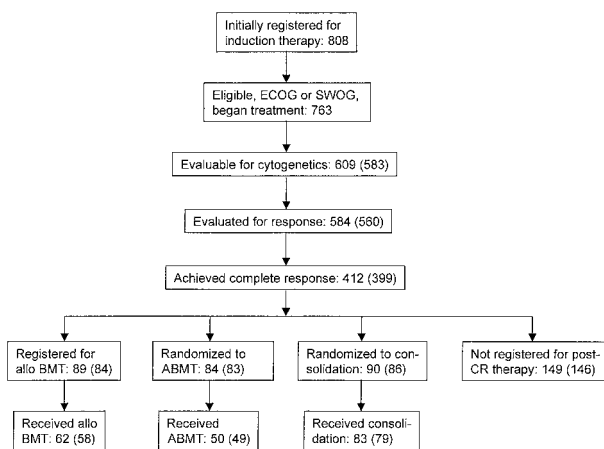 Initially registered for
induction therapy: 808
Eligible, ECOG or SWOG,
began treatment: 763
Evaluable for cytogenetics: 609 (583)
Evaluated for response: 584 (560)
Achieved complete response: 412 (399)
Registered for
allo BMT: 89 (84)
Randomized to
ABMT: 84 (83)
Randomized to con-
solidation: 90 (86)
Not registered for post-
CR therapy: 149 (146)
Received allo
BMT: 62 (58)
Received
ABMT: 50 (49)
Received consoli-
dation: 83 (79)